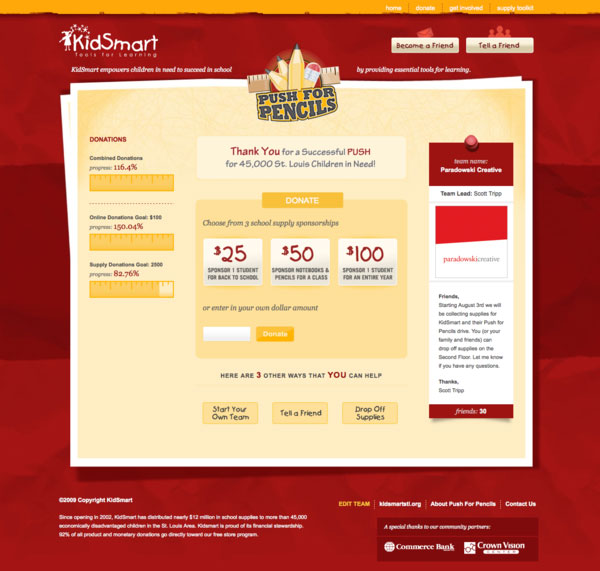 home donate get involved supply toolkit
KidSmart
Tools for Learning
Become a Friend Tell a Friend
KidSmart empowers children in need to succeed in school
by providing essential tools for learning.
PUSH FOR
PENCILS
DONATIONS
Combined Donations
progress: 116.4%
Online Donations Goal: $100
progress: 150.04%
Supply Donations Goal: 2000
progress: 82.76%
Thank You for a Successful PUSH
for 45,000 St. Louis Children in Need!
DONATE
Choose from 3 school supply sponsorships
$25
SPONSOR 1 STUDENT
FOR BACK TO SCHOOL
$50
SPONSOR NOTEBOOKS &
PENCILS FOR A CLASS
$100
SPONSOR 1 STUDENT
FOR AN ENTIRE YEAR
or enter in your own dollar amount
Donate
HERE ARE 3 OTHER WAYS THAT YOU CAN HELP
Start Your
Own Team
Tell a Friend
Drop Off
Supplies
team name:
Paradowski Creative
Team Lead: Scott Tripp
paradowskicreative
Friends,
Starting August 3rd we will
be collecting supplies for
KidSmart and their Push for
Pencils drive. You (or your
family and friends) can
drop off supplies on the
Second Floor. Let me know
if you have any questions.
Thanks,
Scott Tripp
friends: 30
©2009 Copyright KidSmart
Since opening in 2002, KidSmart has distributed nearly $12 million in school supplies to more than 45,000
economically disadvantaged children in the St. Louis Area. Kidsmart is proud of its financial stewardship.
92% of all product and monetary donations go directly toward our free store program.
EDIT TEAM kidsmartstl.org About Push For Pencils Contact Us
A special thanks to our community partners:
Commerce Bank
Crown Vision
CENTER